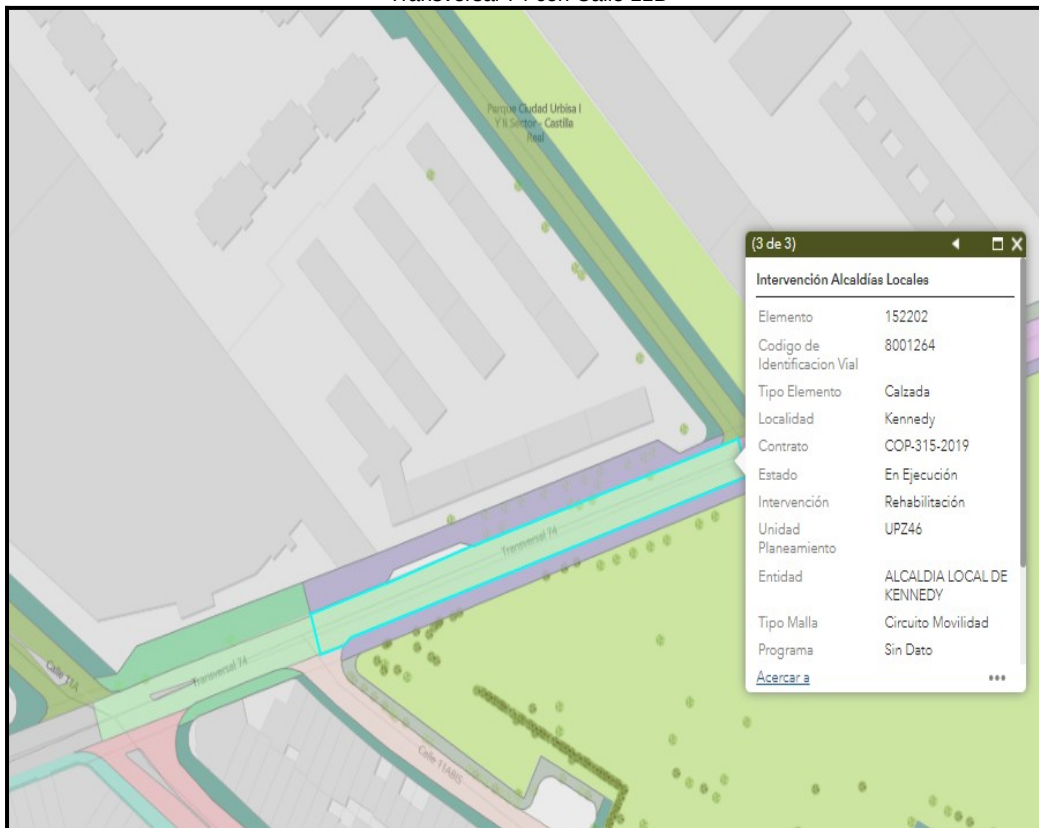 Transversal 74 con Calle 11B
Parque Ciudad Urbisa I
Y II Sector - Castilla
Real
(3 de 3)
Intervención Alcaldías Locales
Elemento 152202
Codigo de
Identificacion Vial 8001264
Tipo Elemento Calzada
Localidad Kennedy
Contrato COP-315-2019
Estado En Ejecución
Intervención Rehabilitación
Unidad
Planeamiento UPZ46
Entidad ALCALDIA LOCAL DE
KENNEDY
Tipo Malla Circuito Movilidad
Programa Sin Dato
Acercar a
Transversal 74
Transversal 74
Calle 11A
Calle 11ABIS